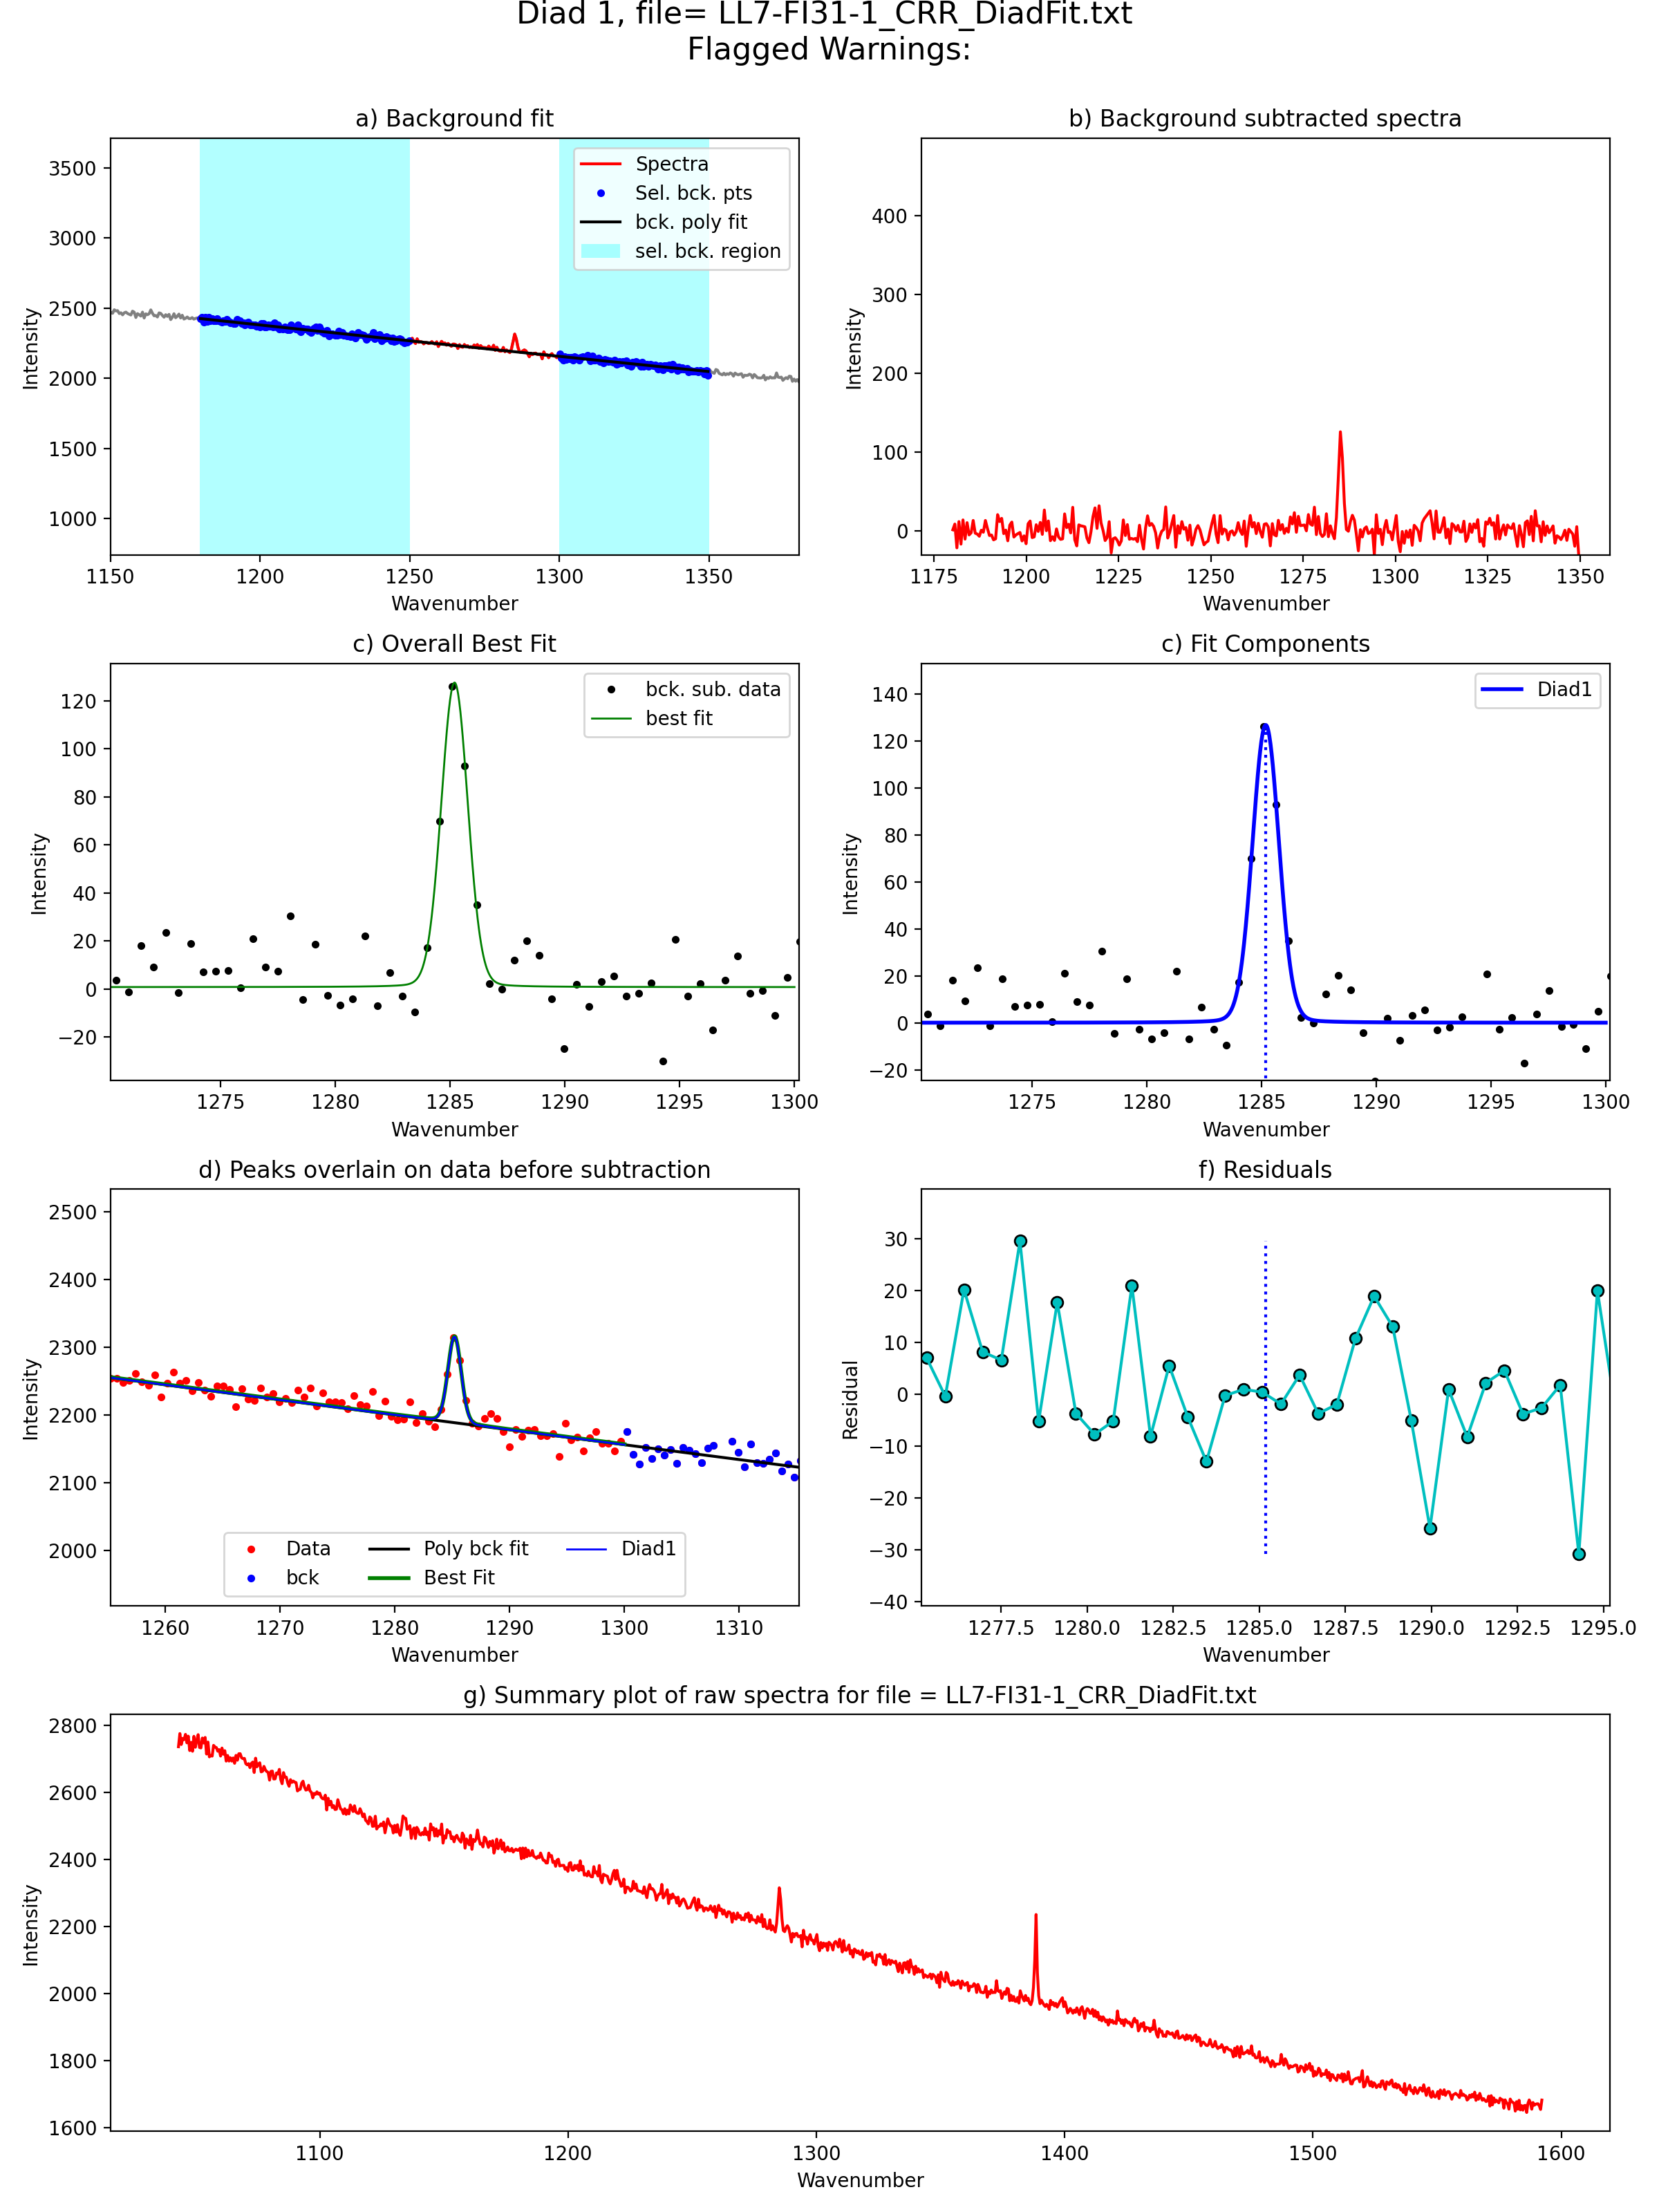 Diad 1, file= LL7-FI31-1_CRR_DiadFit.txt
Flagged Warnings:
a) Background fit
Intensity
3500
3000
2500
2000
1500
1000
Spectra
Sel. bck. pts
bck. poly fit
sel. bck. region
1150 1200 1250 1300 1350
Wavenumber
b) Background subtracted spectra
Intensity
400
300
200
100
0
1175 1200 1225 1250 1275 1300 1325 1350
Wavenumber
c) Overall Best Fit
Intensity
120
100
80
60
40
20
0
−20
bck. sub. data
best fit
1275 1280 1285 1290 1295 1300
Wavenumber
c) Fit Components
Intensity
140
120
100
80
60
40
20
0
−20
Diad1
1275 1280 1285 1290 1295 1300
Wavenumber
d) Peaks overlain on data before subtraction
Intensity
2500
2400
2300
2200
2100
2000
Data
bck
Poly bck fit
Best Fit
Diad1
1260 1270 1280 1290 1300 1310
Wavenumber
f) Residuals
Residual
30
20
10
0
−10
−20
−30
−40
1277.5 1280.0 1282.5 1285.0 1287.5 1290.0 1292.5 1295.0
Wavenumber
g) Summary plot of raw spectra for file = LL7-FI31-1_CRR_DiadFit.txt
Intensity
2800
2600
2400
2200
2000
1800
1600
1100 1200 1300 1400 1500 1600
Wavenumber